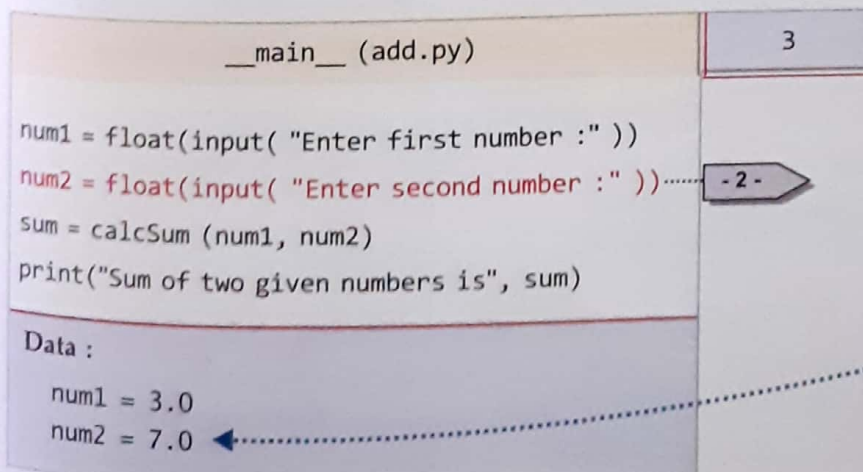 __main__ (add.py)
3
num1 = float(input( "Enter first number :" ))
num2 = float(input( "Enter second number :" ))
- 2 -
sum = calcSum (num1, num2)
print("Sum of two given numbers is", sum)
Data :
num1 = 3.0
num2 = 7.0